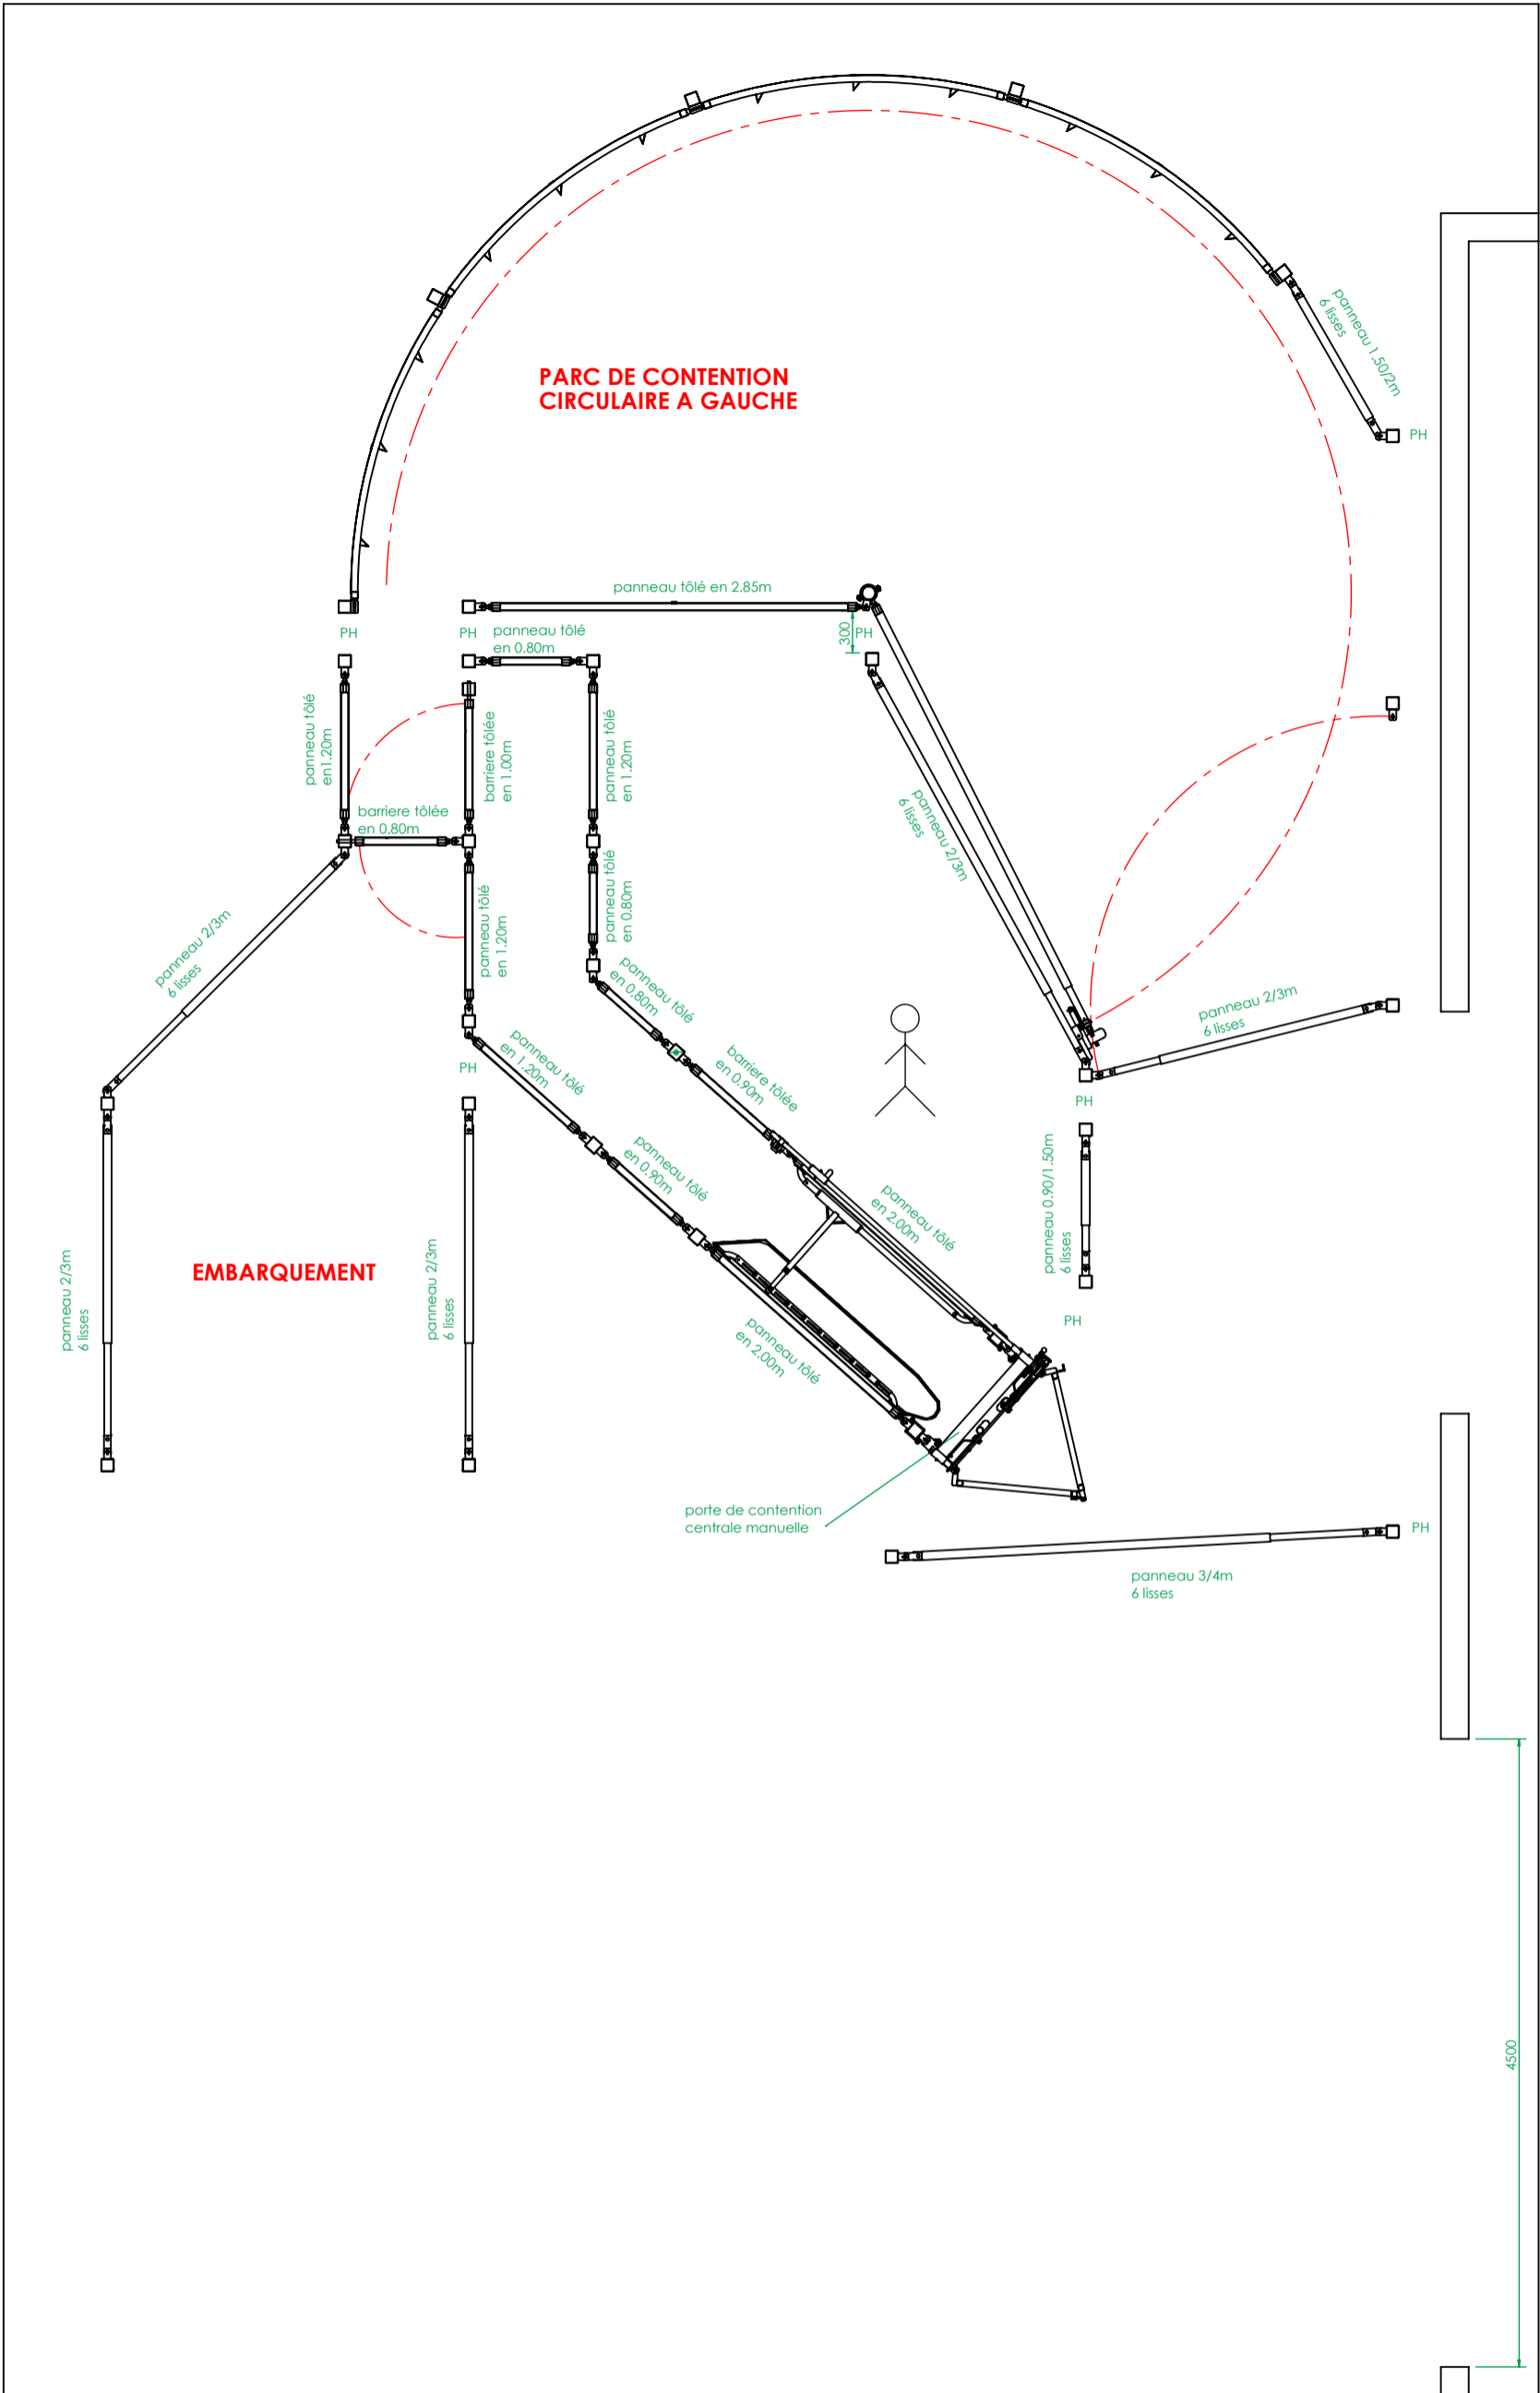 PARC DE CONTENTION
CIRCULAIRE A GAUCHE
panneau 1.50/2m
6 lisses
PH
panneau tôlé en 2.85m
PH
PH
panneau tôlé
en 0.80m
300
PH
panneau tôlé
en1.20m
barriere tôlée
en 1.00m
panneau tôlé
en 1.20m
barriere tôlée
en 0.80m
panneau 2/3m
6 lisses
panneau tôlé
en 0.80m
panneau tôlé
en 1.20m
panneau 2/3m
6 lisses
panneau tôlé
en 0.80m
panneau 2/3m
6 lisses
PH
panneau tôlé
en 1.20m
barriere tôlée
en 0.90m
PH
panneau tôlé
en 0.90m
panneau 0.90/1.50m
6 lisses
panneau tôlé
en 2.00m
panneau 2/3m
6 lisses
EMBARQUEMENT
panneau 2/3m
6 lisses
PH
panneau tôlé
en 2.00m
porte de contention
centrale manuelle
PH
panneau 3/4m
6 lisses
4500